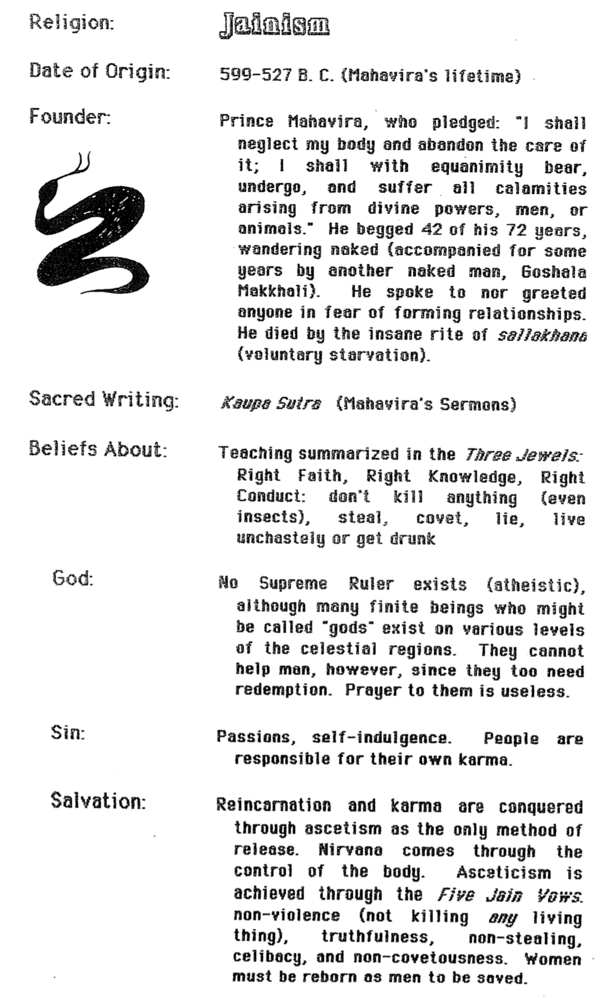 Religion: Jainism
Date of Origin: 599-527 B. C. (Mahavira's lifetime)
Founder: Prince Mahavira, who pledged: "I shall
neglect my body and abandon the care of
it; I shall with equanimity bear,
undergo, and suffer all calamities
arising from divine powers, men, or
animals." He begged 42 of his 72 years,
wandering naked (accompanied for some
years by another naked man, Goshala
Makkhali). He spoke to nor greeted
anyone in fear of forming relationships.
He died by the insane rite of sallakhana
(voluntary starvation).
Sacred Writing: Kaupa Sutra (Mahavira's Sermons)
Beliefs About: Teaching summarized in the Three Jewels:
Right Faith, Right Knowledge, Right
Conduct: don't kill anything (even
insects), steal, covet, lie, live
unchastely or get drunk
God: No Supreme Ruler exists (atheistic),
although many finite beings who might
be called "gods" exist on various levels
of the celestial regions. They cannot
help man, however, since they too need
redemption. Prayer to them is useless.
Sin: Passions, self-indulgence. People are
responsible for their own karma.
Salvation: Reincarnation and karma are conquered
through ascetism as the only method of
release. Nirvana comes through the
control of the body. Asceticism is
achieved through the Five Jain Vows:
non-violence (not killing any living
thing), truthfulness, non-stealing,
celibacy, and non-covetousness. Women
must be reborn as men to be saved.